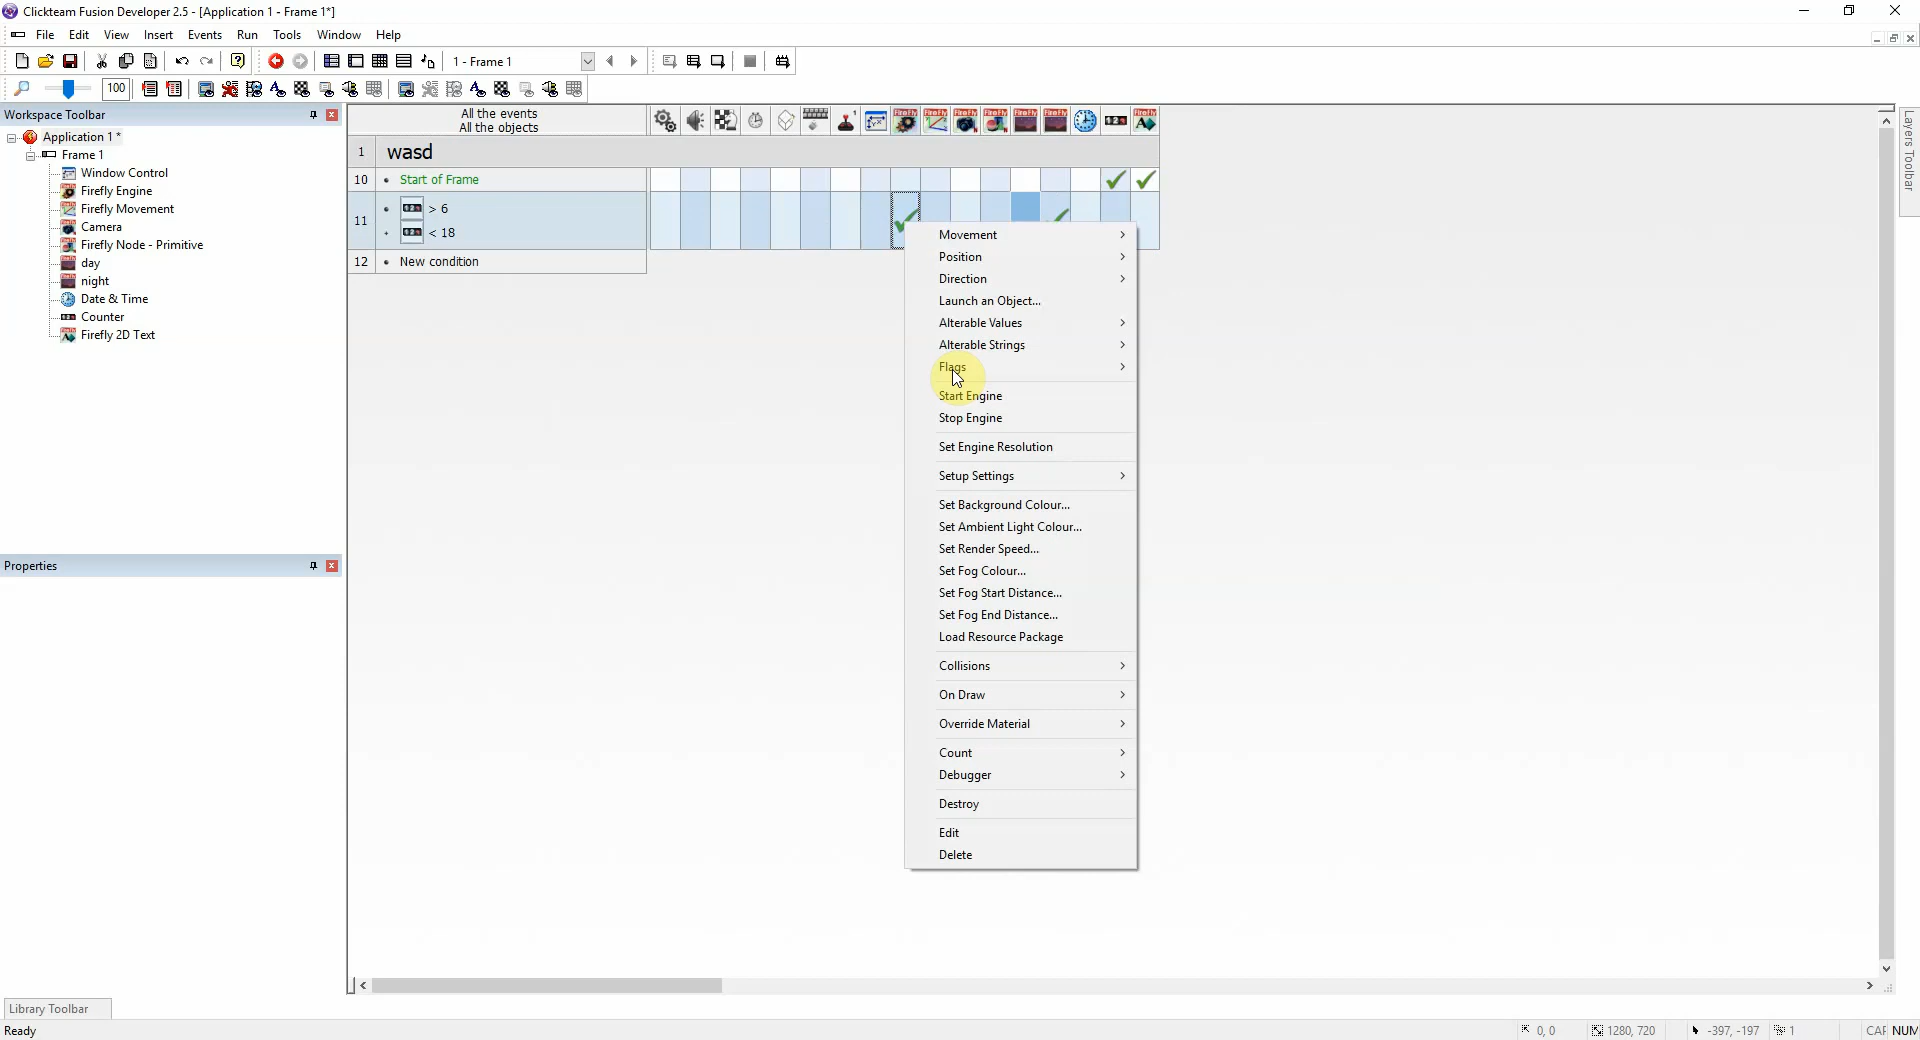 Clickteam Fusion Developer 2.5 - [Application 1 - Frame 1*]
File Edit View Insert Events Run Tools Window Help
1 - Frame 1
100
Workspace Toolbar
Application 1 *
Frame 1
Window Control
Firefly Engine
Firefly Movement
Camera
Firefly Node - Primitive
day
night
Date & Time
Counter
Firefly 2D Text
Properties
Library Toolbar
Ready
All the events
All the objects
1 wasd
10 • Start of Frame
11
> 6
< 18
12 • New condition
Movement
Position
Direction
Launch an Object...
Alterable Values
Alterable Strings
Flags
Start Engine
Stop Engine
Set Engine Resolution
Setup Settings
Set Background Colour...
Set Ambient Light Colour...
Set Render Speed...
Set Fog Colour...
Set Fog Start Distance...
Set Fog End Distance...
Load Resource Package
Collisions
On Draw
Override Material
Count
Debugger
Destroy
Edit
Delete
Layers Toolbar
0, 0
1280, 720
-397, -197
1
CAP NUM